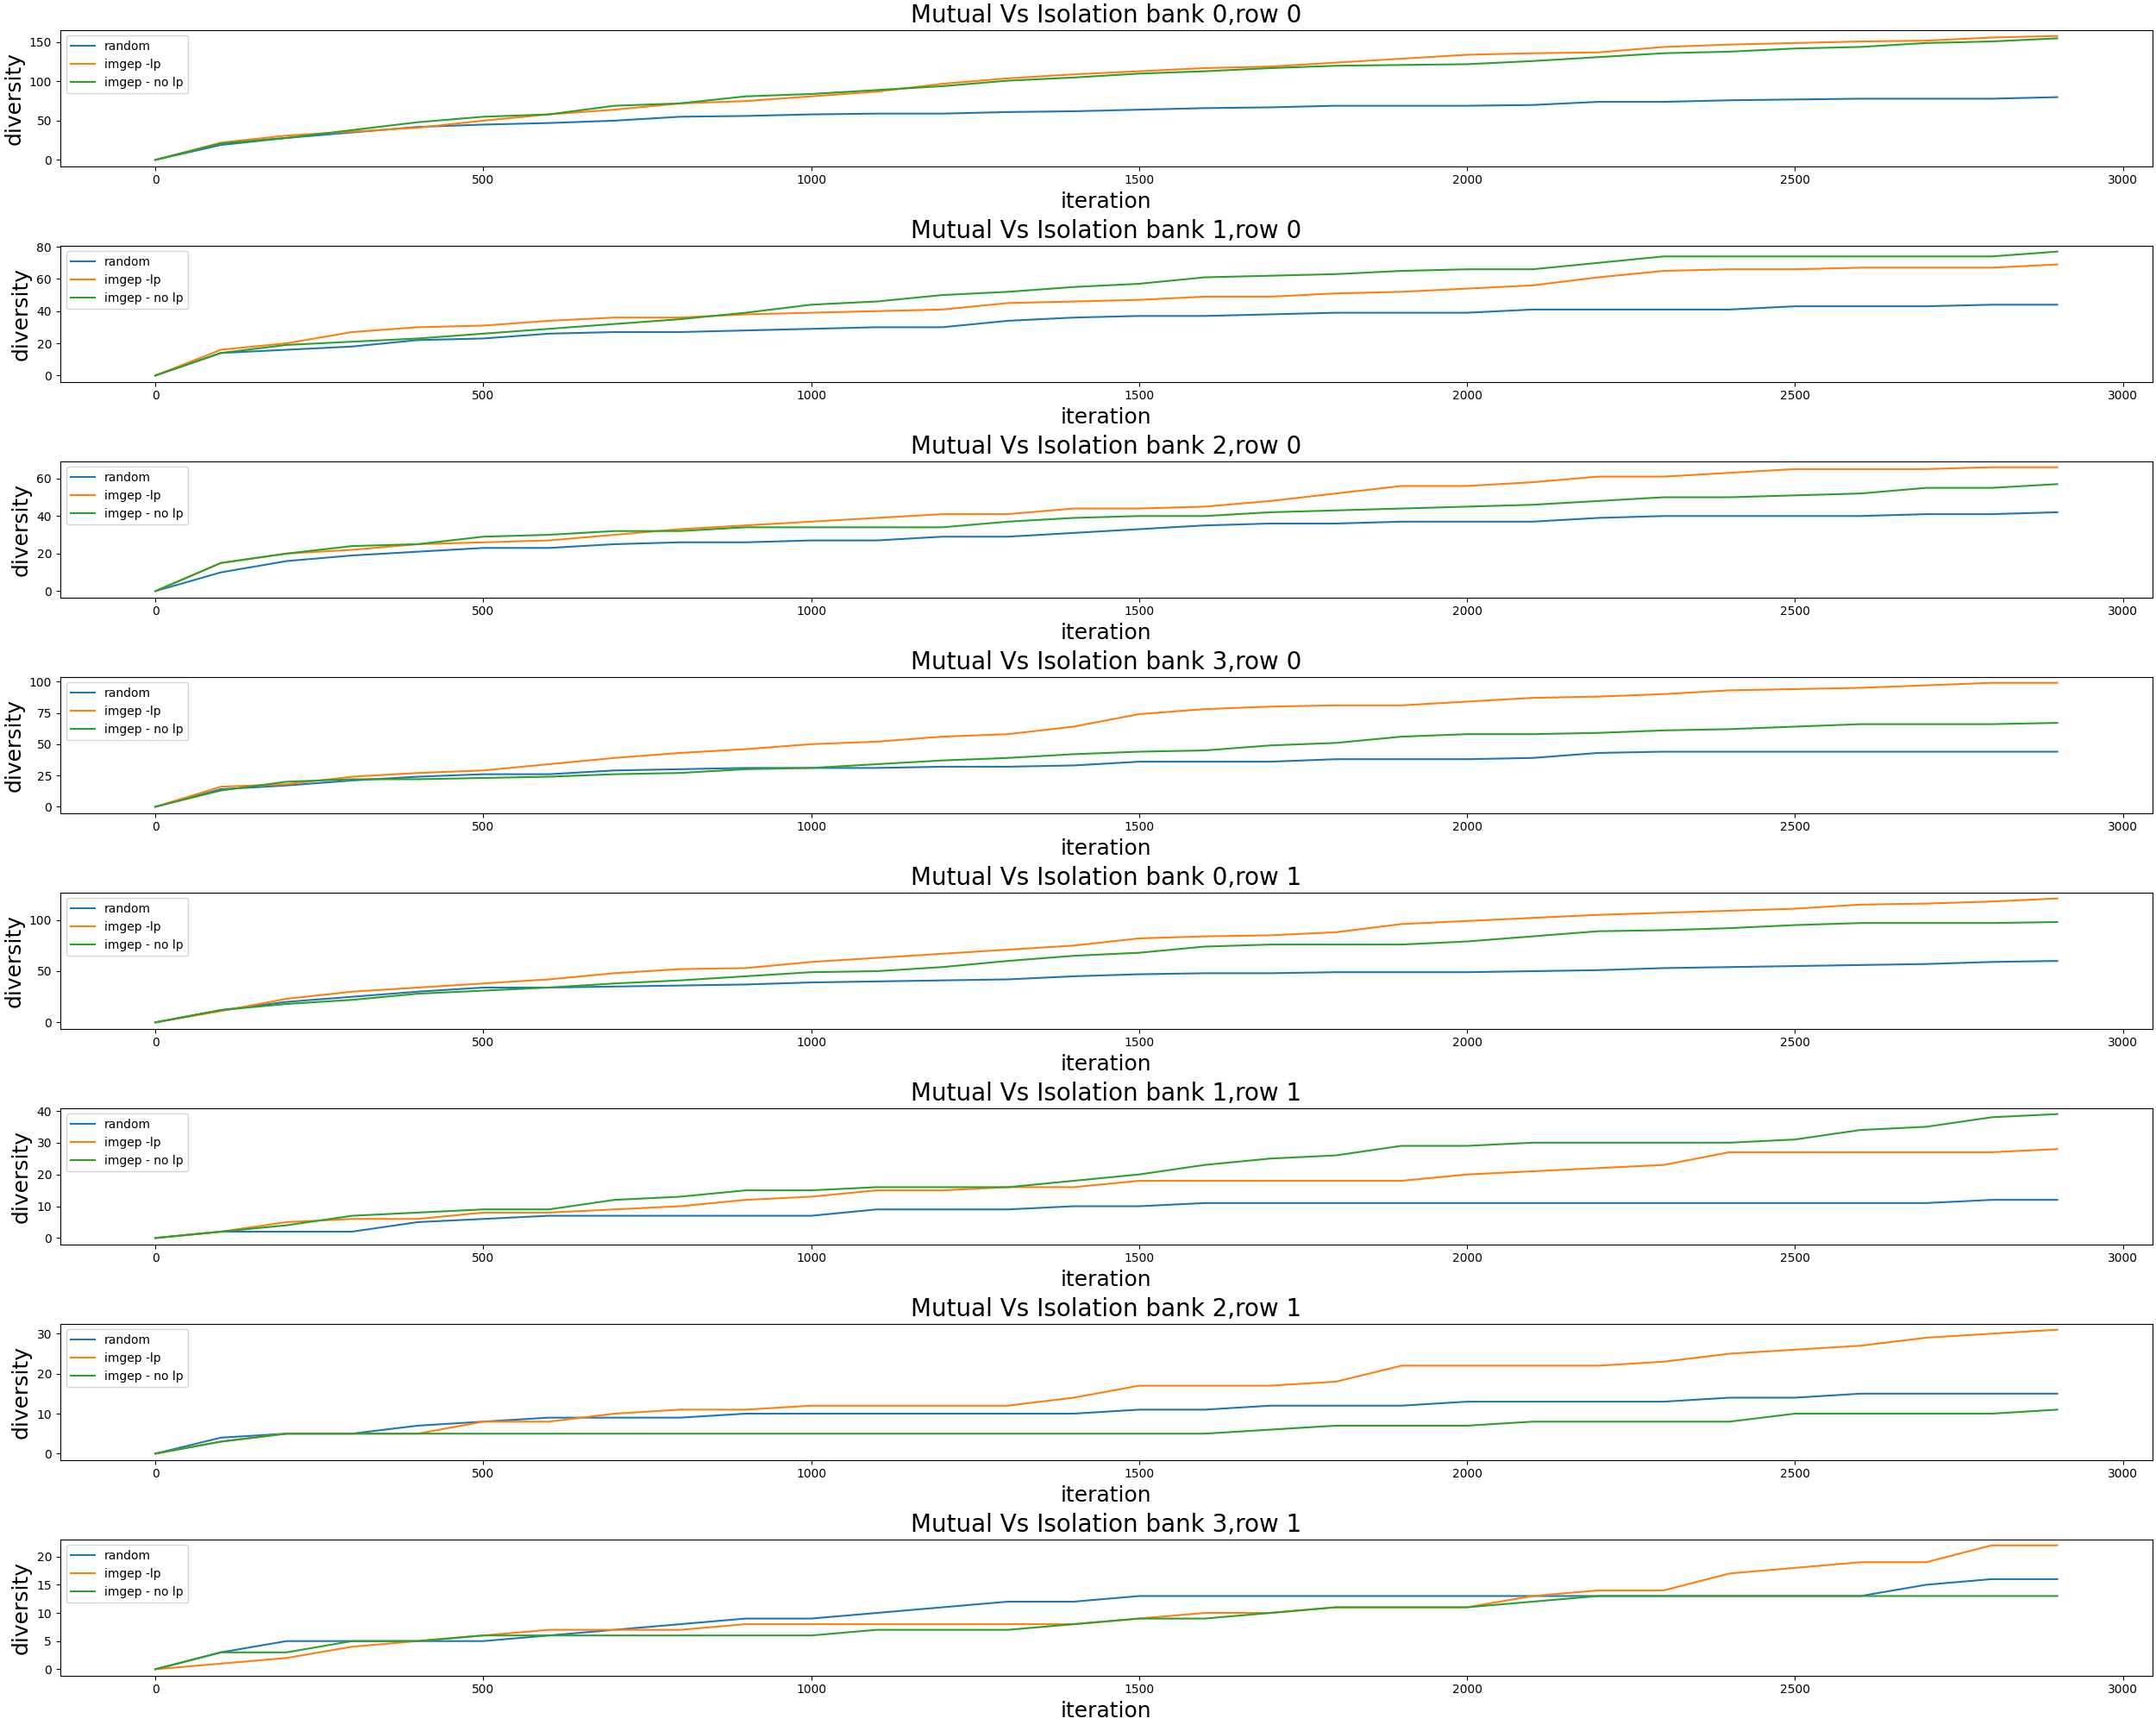 Mutual Vs Isolation bank 0,row 0
diversity
150
100
50
0
random
imgep -lp
imgep - no lp
0 500 1000 1500 2000 2500 3000
iteration
Mutual Vs Isolation bank 1,row 0
diversity
80
60
40
20
0
random
imgep -lp
imgep - no lp
0 500 1000 1500 2000 2500 3000
iteration
Mutual Vs Isolation bank 2,row 0
diversity
60
40
20
0
random
imgep -lp
imgep - no lp
0 500 1000 1500 2000 2500 3000
iteration
Mutual Vs Isolation bank 3,row 0
diversity
100
75
50
25
0
random
imgep -lp
imgep - no lp
0 500 1000 1500 2000 2500 3000
iteration
Mutual Vs Isolation bank 0,row 1
diversity
100
50
0
random
imgep -lp
imgep - no lp
0 500 1000 1500 2000 2500 3000
iteration
Mutual Vs Isolation bank 1,row 1
diversity
40
30
20
10
0
random
imgep -lp
imgep - no lp
0 500 1000 1500 2000 2500 3000
iteration
Mutual Vs Isolation bank 2,row 1
diversity
30
20
10
0
random
imgep -lp
imgep - no lp
0 500 1000 1500 2000 2500 3000
iteration
Mutual Vs Isolation bank 3,row 1
diversity
20
15
10
5
0
random
imgep -lp
imgep - no lp
0 500 1000 1500 2000 2500 3000
iteration